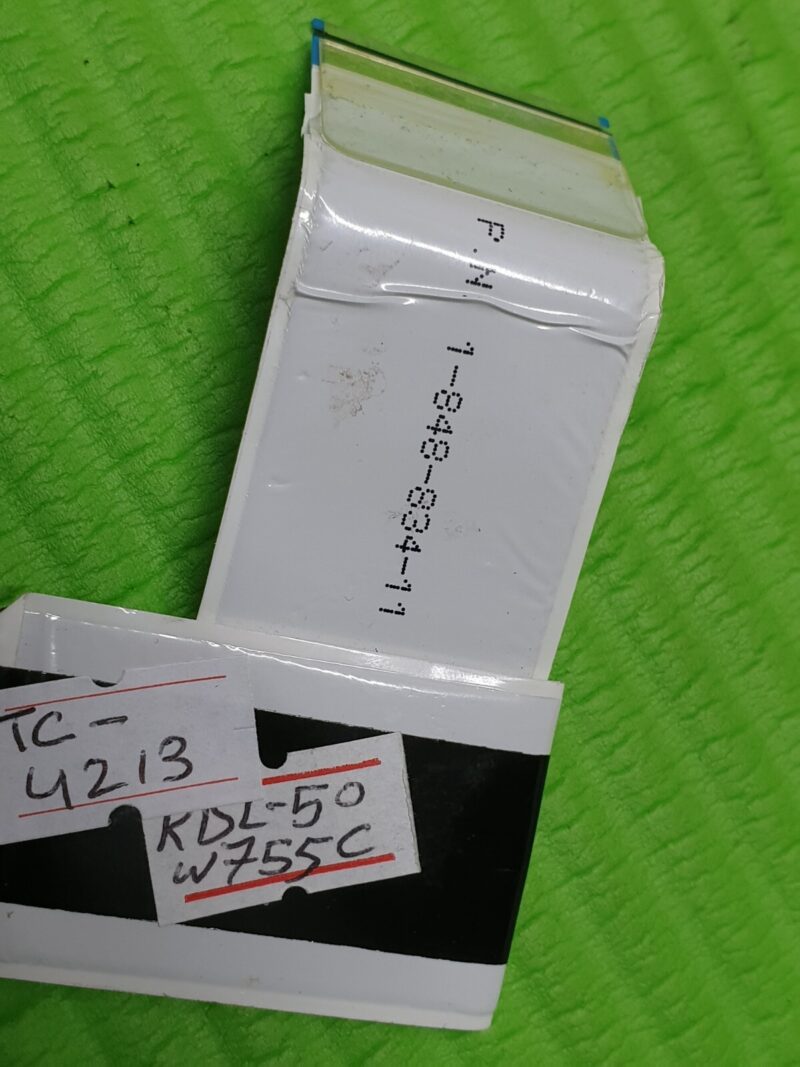 P.N.
1-848-834-11
TC-
4213
KDL-50
W755C